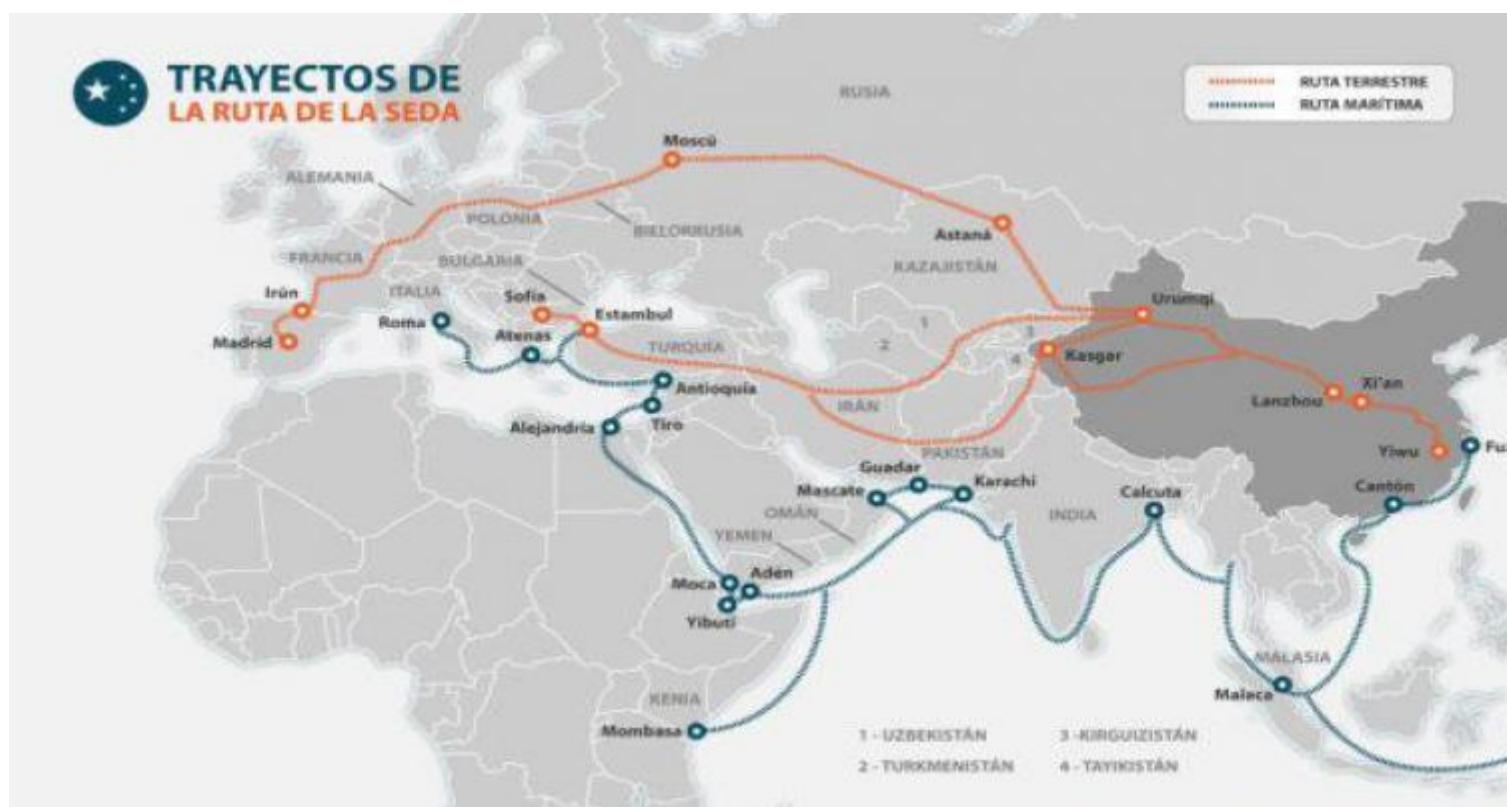 TRAYECTOS DE
LA RUTA DE LA SEDA
RUTA TERRESTRE
RUTA MARÍTIMA
RUSIA
Moscú
ALEMANIA
POLONIA
BIELORRUSIA
Astaná
FRANCIA
BULGARIA
KAZAJISTÁN
Irún
ITALIA
Sofía
Estambul
Urumqi
Roma
Atenas
1
3
Madrid
TURQUÍA
2
4
Kasgar
Antioquía
IRÁN
Lanzhou
Xi'an
Alejandría
Tiro
PAKISTÁN
Yiwu
Fu
Guadar
Mascate
Karachi
Calcuta
Cantón
OMÁN
INDIA
YEMEN
Moca
Adén
Yibuti
MALASIA
KENIA
Malaca
Mombasa
1 - UZBEKISTÁN
3 - KIRGUIZISTÁN
2 - TURKMENISTÁN
4 - TAYIKISTÁN